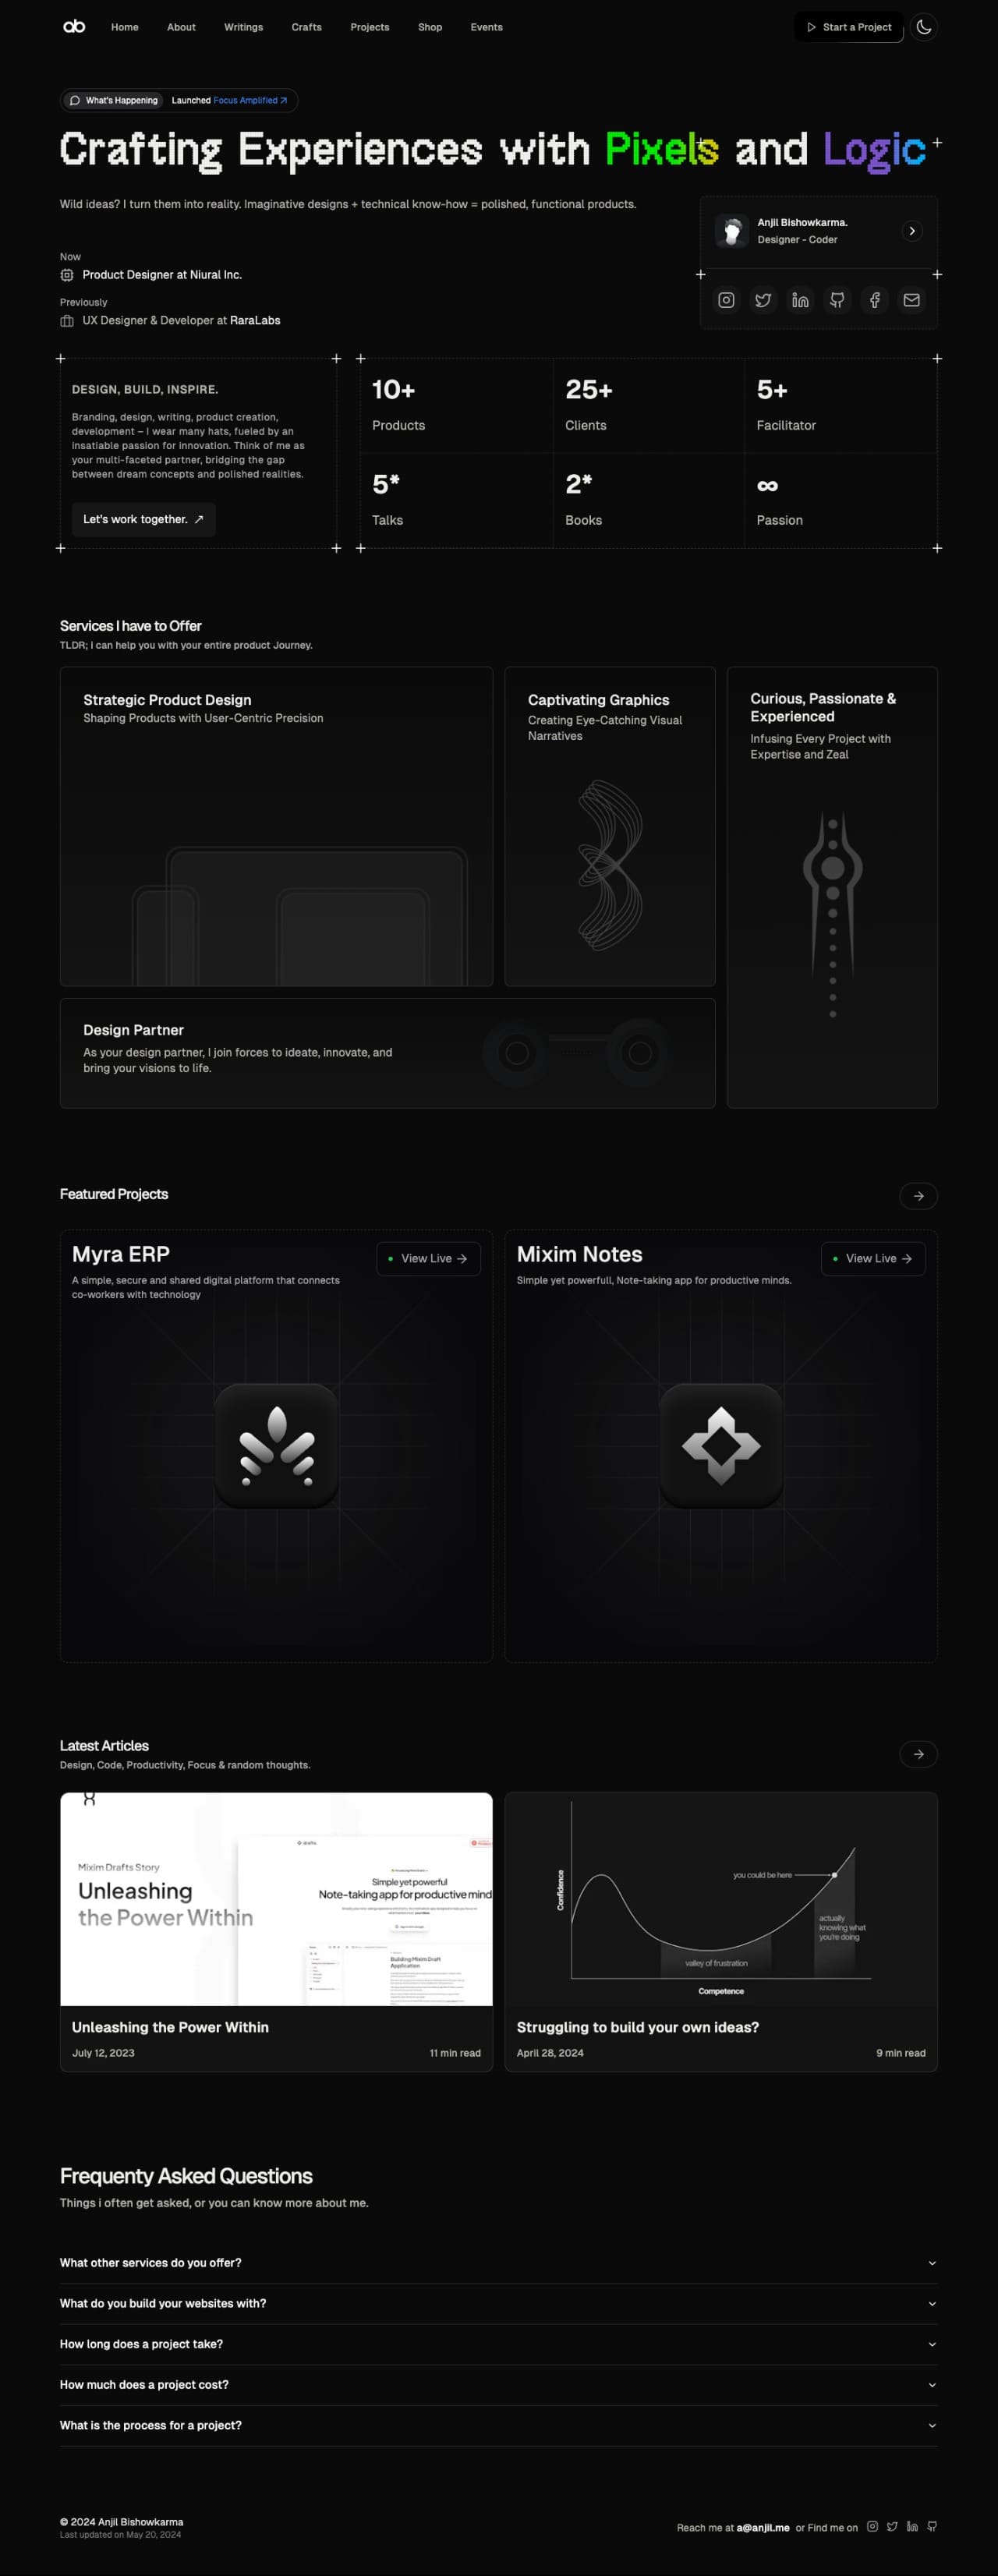 ab
Home
About
Writings
Crafts
Projects
Shop
Events
Start a Project
What's Happening
Launched Focus Amplified
Crafting Experiences with Pixels and Logic
Wild ideas? I turn them into reality. Imaginative designs + technical know-how = polished, functional products.
Anjil Bishowkarma.
Designer - Coder
Now
Product Designer at Niural Inc.
Previously
UX Designer & Developer at RaraLabs
DESIGN, BUILD, INSPIRE.
Branding, design, writing, product creation,
development – I wear many hats, fueled by an
insatiable passion for innovation. Think of me as
your multi-faceted partner, bridging the gap
between dream concepts and polished realities.
Let's work together. ↗
10+
Products
25+
Clients
5+
Facilitator
5*
Talks
2*
Books
∞
Passion
Services I have to Offer
TLDR; I can help you with your entire product Journey.
Strategic Product Design
Shaping Products with User-Centric Precision
Captivating Graphics
Creating Eye-Catching Visual
Narratives
Curious, Passionate &
Experienced
Infusing Every Project with
Expertise and Zeal
Design Partner
As your design partner, I join forces to ideate, innovate, and
bring your visions to life.
Featured Projects
Myra ERP
View Live →
A simple, secure and shared digital platform that connects
co-workers with technology
Mixim Notes
View Live →
Simple yet powerfull, Note-taking app for productive minds.
Latest Articles
Design, Code, Productivity, Focus & random thoughts.
Mixim Drafts Story
Unleashing
the Power Within
drafts
Simple yet powerful
Note-taking app for productive mind
Building Mixim Draft
Application
Unleashing the Power Within
July 12, 2023
11 min read
Confidence
you could be here
actually
knowing what
you're doing
valley of frustration
Competence
Struggling to build your own ideas?
April 28, 2024
9 min read
Frequenty Asked Questions
Things i often get asked, or you can know more about me.
What other services do you offer?
What do you build your websites with?
How long does a project take?
How much does a project cost?
What is the process for a project?
© 2024 Anjil Bishowkarma
Last updated on May 20, 2024
Reach me at a@anjil.me or Find me on